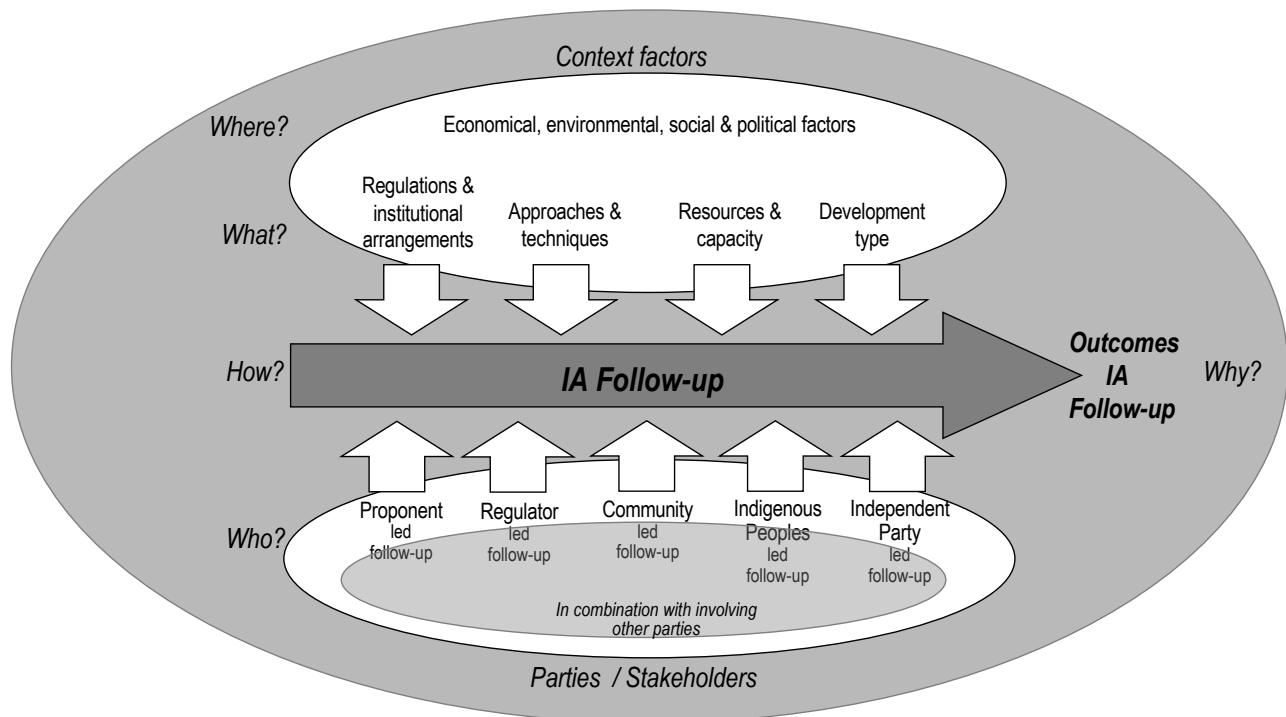 Context factors
Where?
Economical, environmental, social & political factors
What?
Regulations &
institutional
arrangements
Approaches &
techniques
Resources &
capacity
Development
type
How?
IA Follow-up
Outcomes
IA
Follow-up
Why?
Who?
Proponent
led
follow-up
Regulator
led
follow-up
Community
led
follow-up
Indigenous
Peoples
led
follow-up
Independent
Party
led
follow-up
In combination with involving
other parties
Parties / Stakeholders